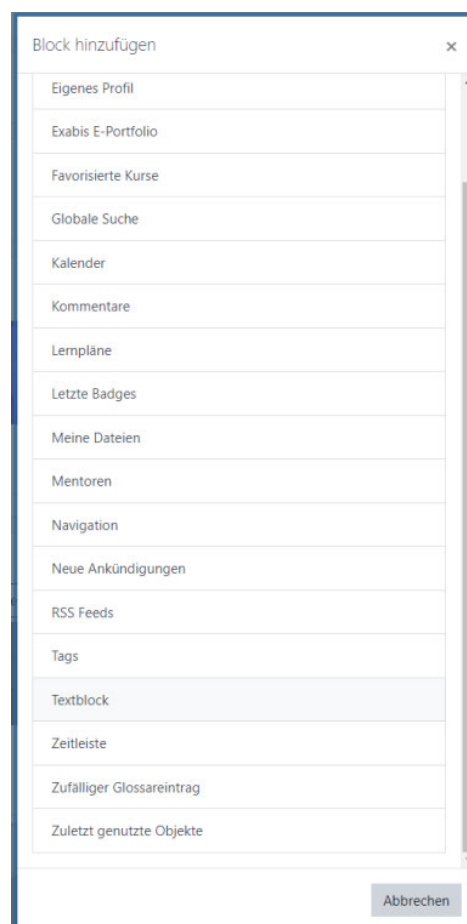 Block hinzufügen
×
Eigenes Profil
Exabis E-Portfolio
Favorisierte Kurse
Globale Suche
Kalender
Kommentare
Lernpläne
Letzte Badges
Meine Dateien
Mentoren
Navigation
Neue Ankündigungen
RSS Feeds
Tags
Textblock
Zeitleiste
Zufälliger Glossareintrag
Zuletzt genutzte Objekte
Abbrechen